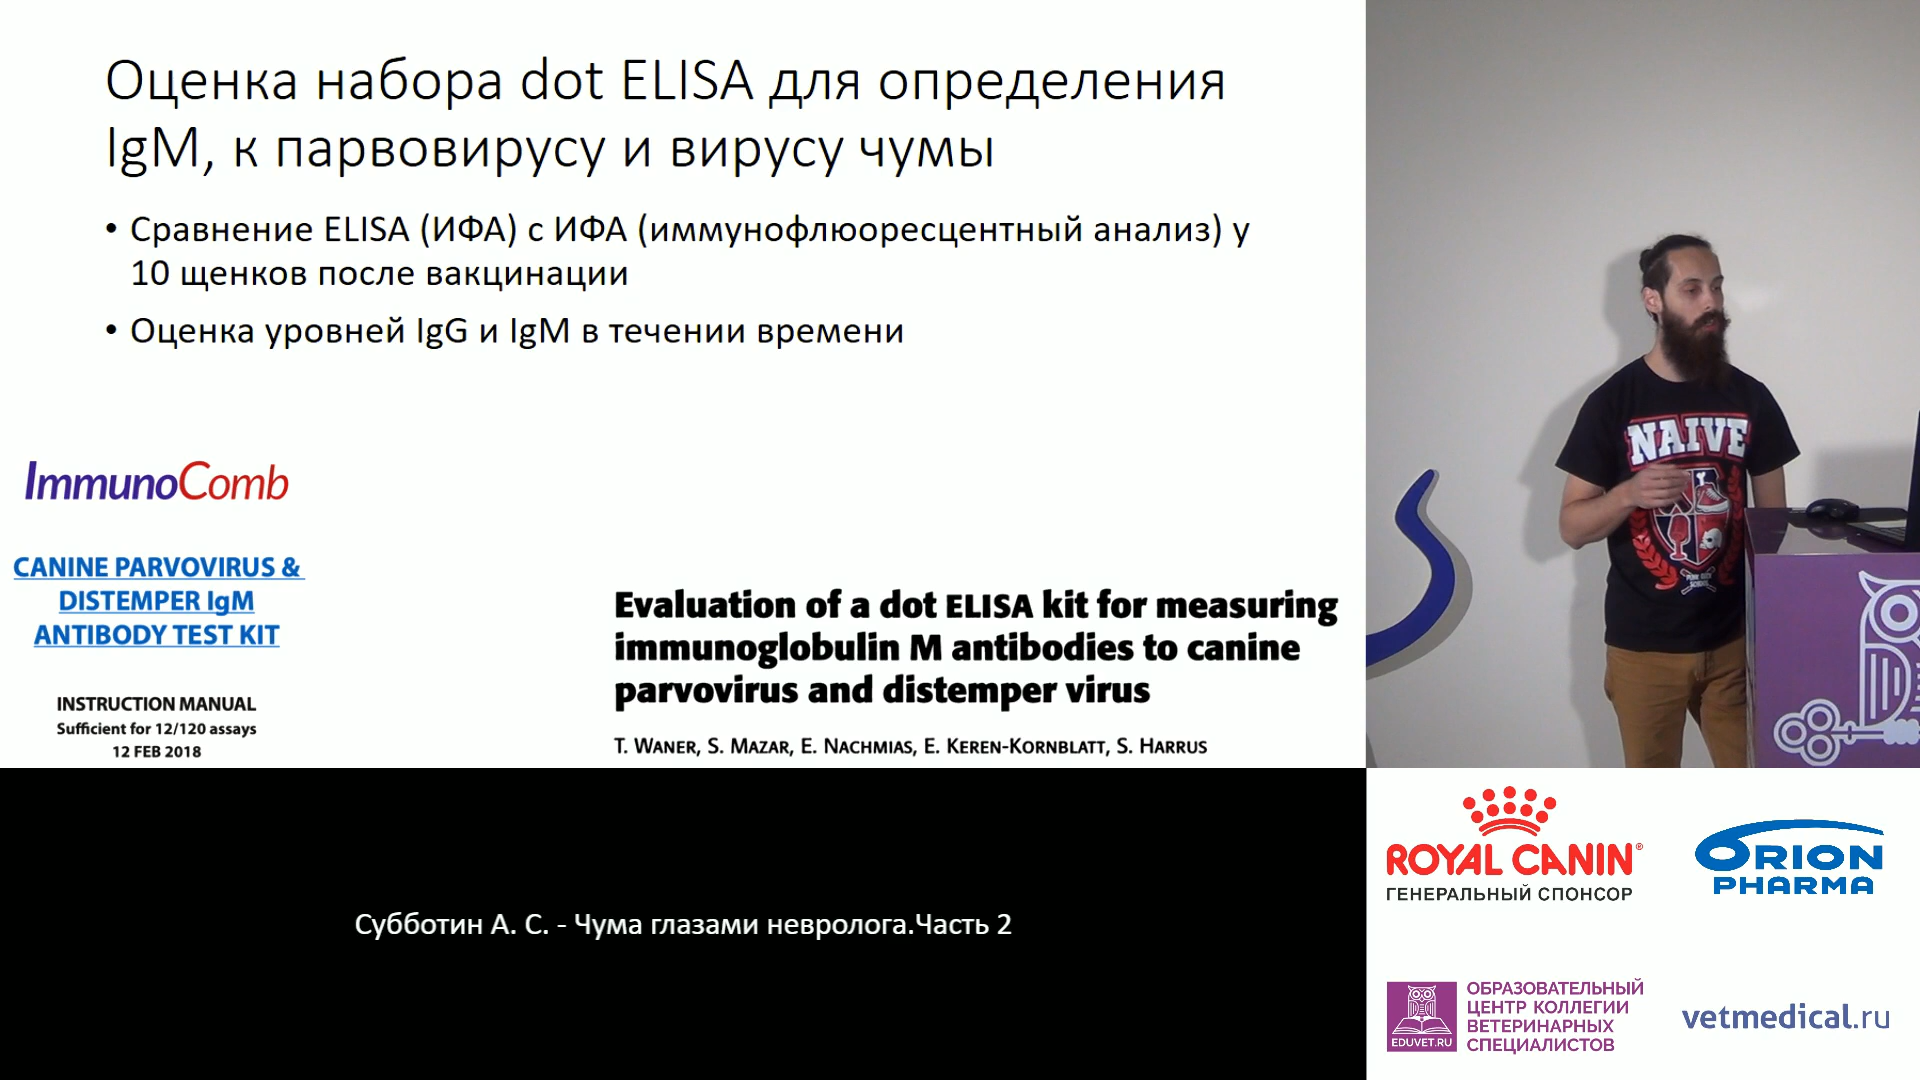 Оценка набора dot ELISA для определения
IgM, к парвовирусу и вирусу чумы
• Сравнение ELISA (ИФА) с ИФА (иммунофлюоресцентный анализ) у
10 щенков после вакцинации
• Оценка уровней IgG и IgM в течении времени
ImmunoComb
CANINE PARVOVIRUS &
DISTEMPER IgM
ANTIBODY TEST KIT
INSTRUCTION MANUAL
Sufficient for 12/120 assays
12 FEB 2018
Evaluation of a dot ELISA kit for measuring
immunoglobulin M antibodies to canine
parvovirus and distemper virus
T. WANER, S. MAZAR, E. NACHMIAS, E. KEREN-KORNBLATT, S. HARRUS
NAIVE
PUNK ROCK
SCHOOL
Субботин А. С. - Чума глазами невролога.Часть 2
ROYAL CANIN®
ГЕНЕРАЛЬНЫЙ СПОНСОР
ORION
PHARMA
EDUVET.RU
ОБРАЗОВАТЕЛЬНЫЙ
ЦЕНТР КОЛЛЕГИИ
ВЕТЕРИНАРНЫХ
СПЕЦИАЛИСТОВ
vetmedical.ru